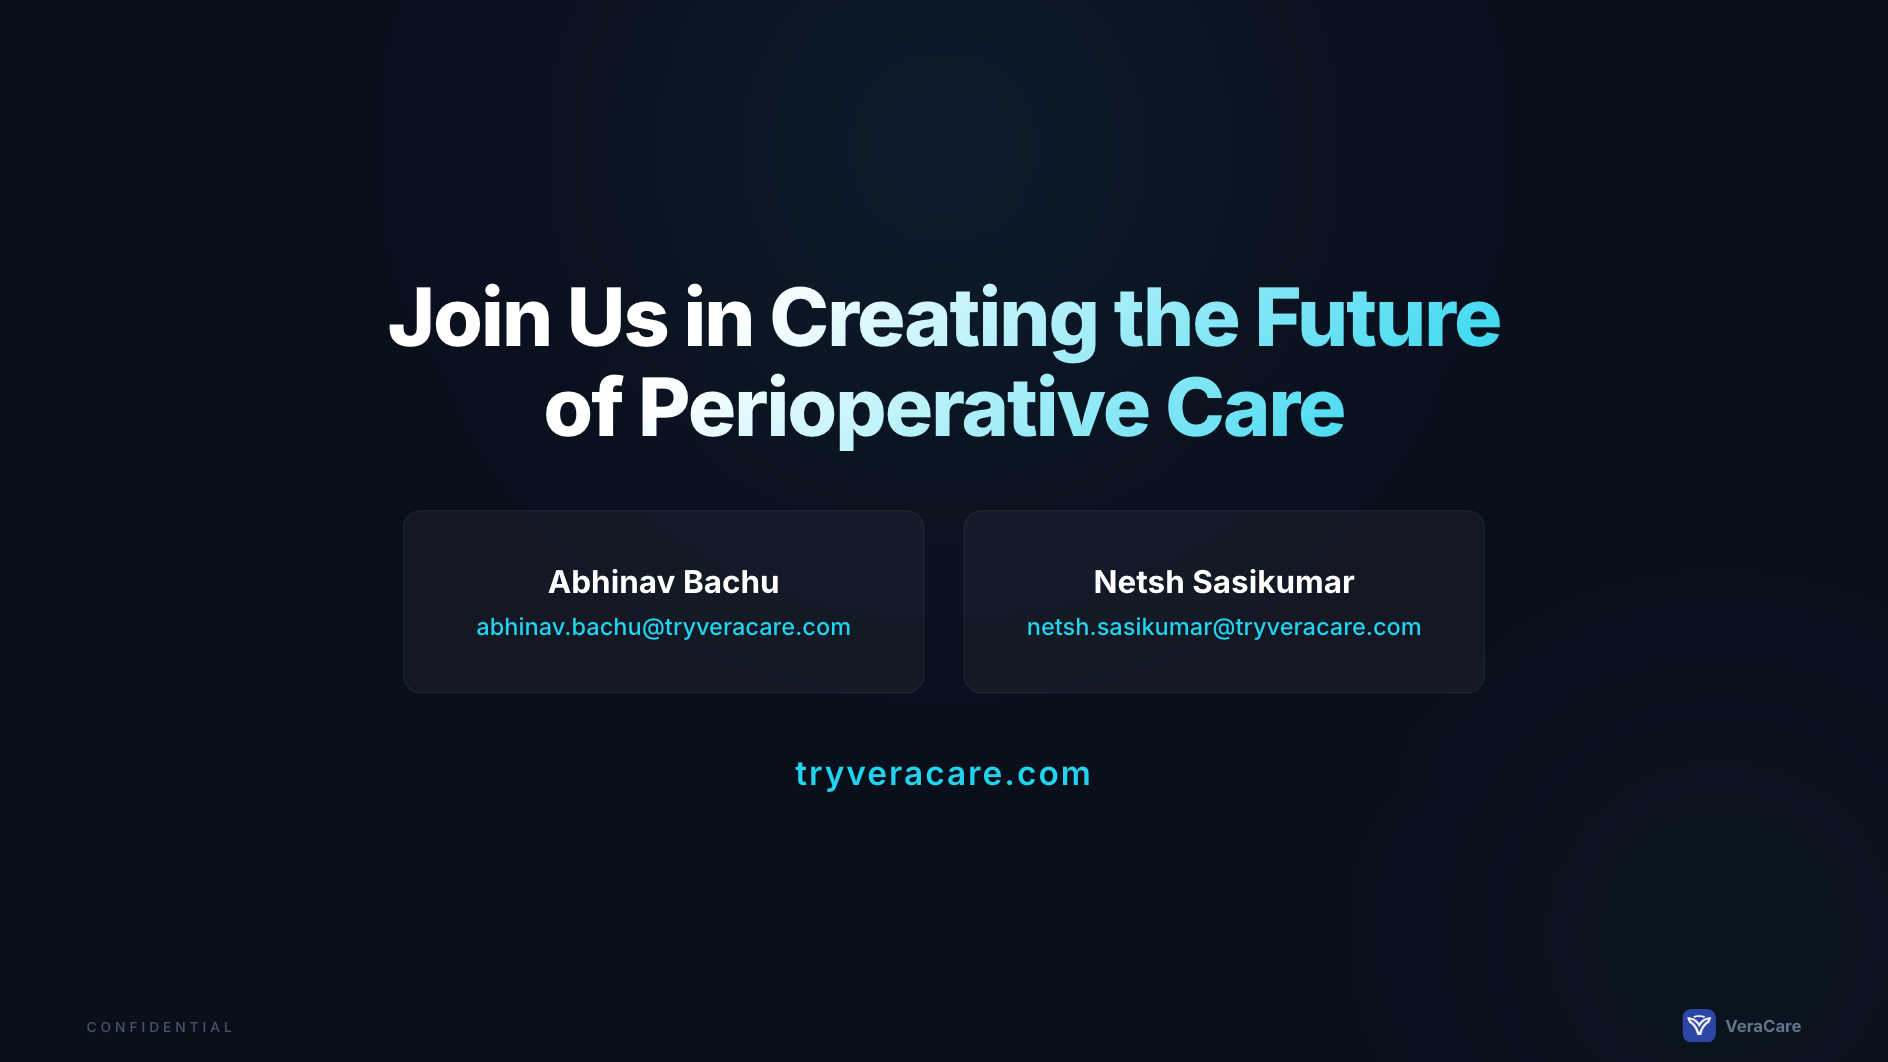 Join Us in Creating the Future
of Perioperative Care
Abhinav Bachu
abhinav.bachu@tryveracare.com
Netsh Sasikumar
netsh.sasikumar@tryveracare.com
tryveracare.com
CONFIDENTIAL
VeraCare